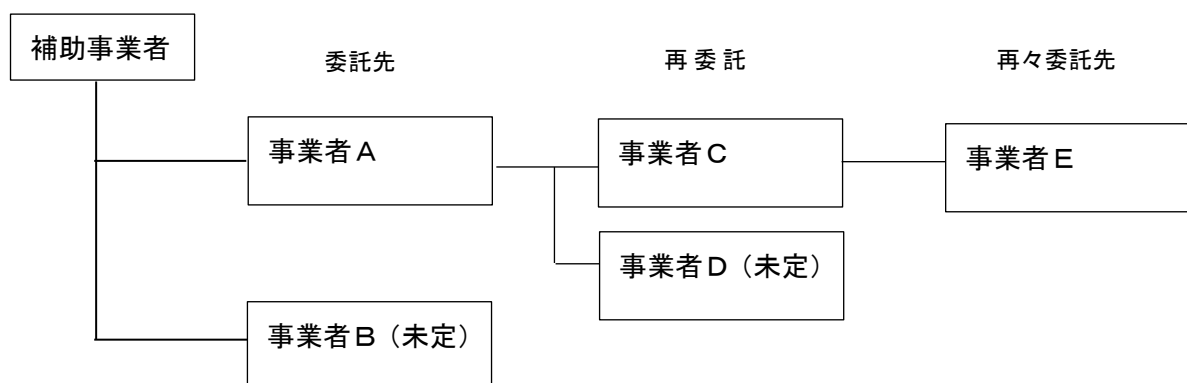 補助事業者
委託先
再委託
再々委託先
事業者A
事業者C
事業者E
事業者D（未定）
事業者B（未定）